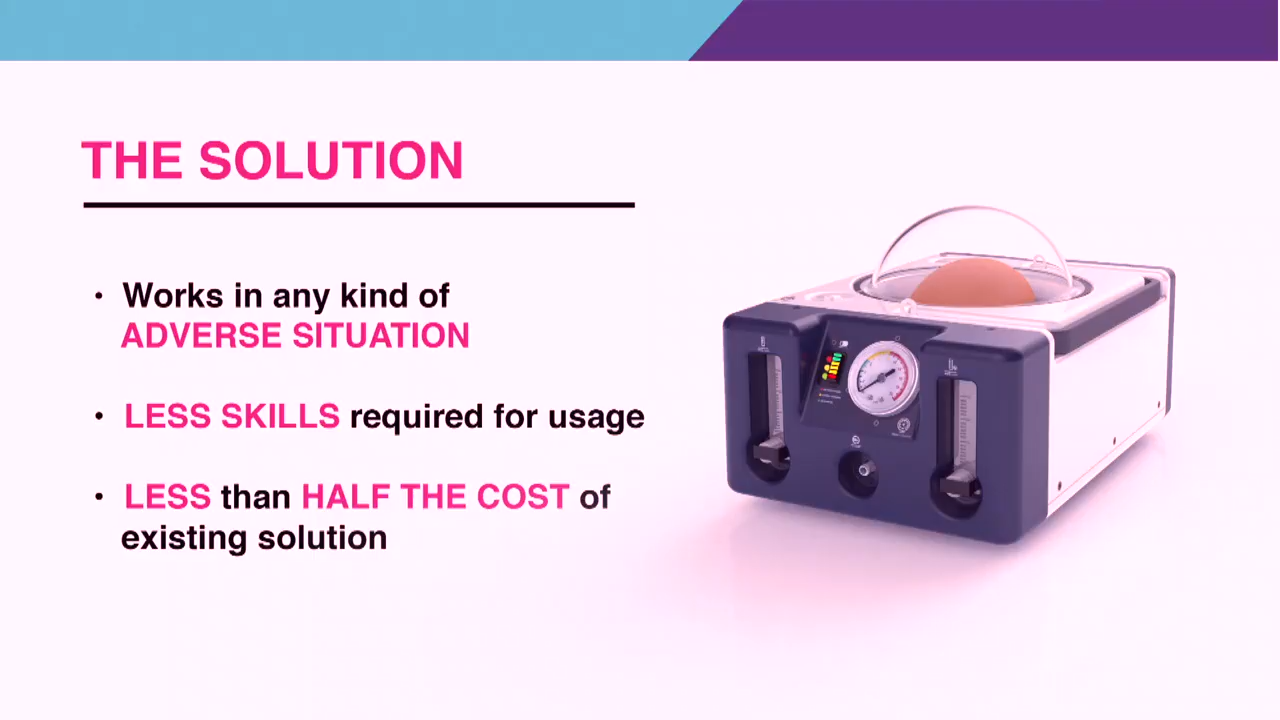 THE SOLUTION
• Works in any kind of
ADVERSE SITUATION
• LESS SKILLS required for usage
• LESS than HALF THE COST of
existing solution